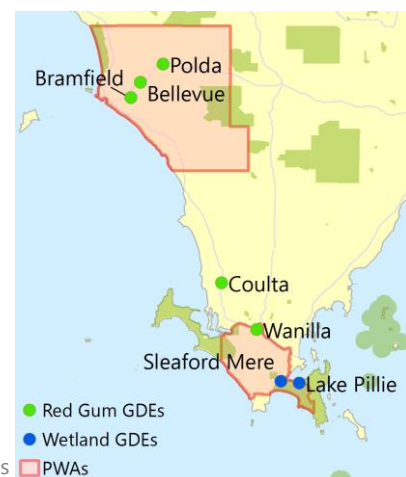 Polda
Bramfield
Bellevue
Coulta
Wanilla
Sleaford Mere
Lake Pillie
Red Gum GDEs
Wetland GDEs
s PWAs